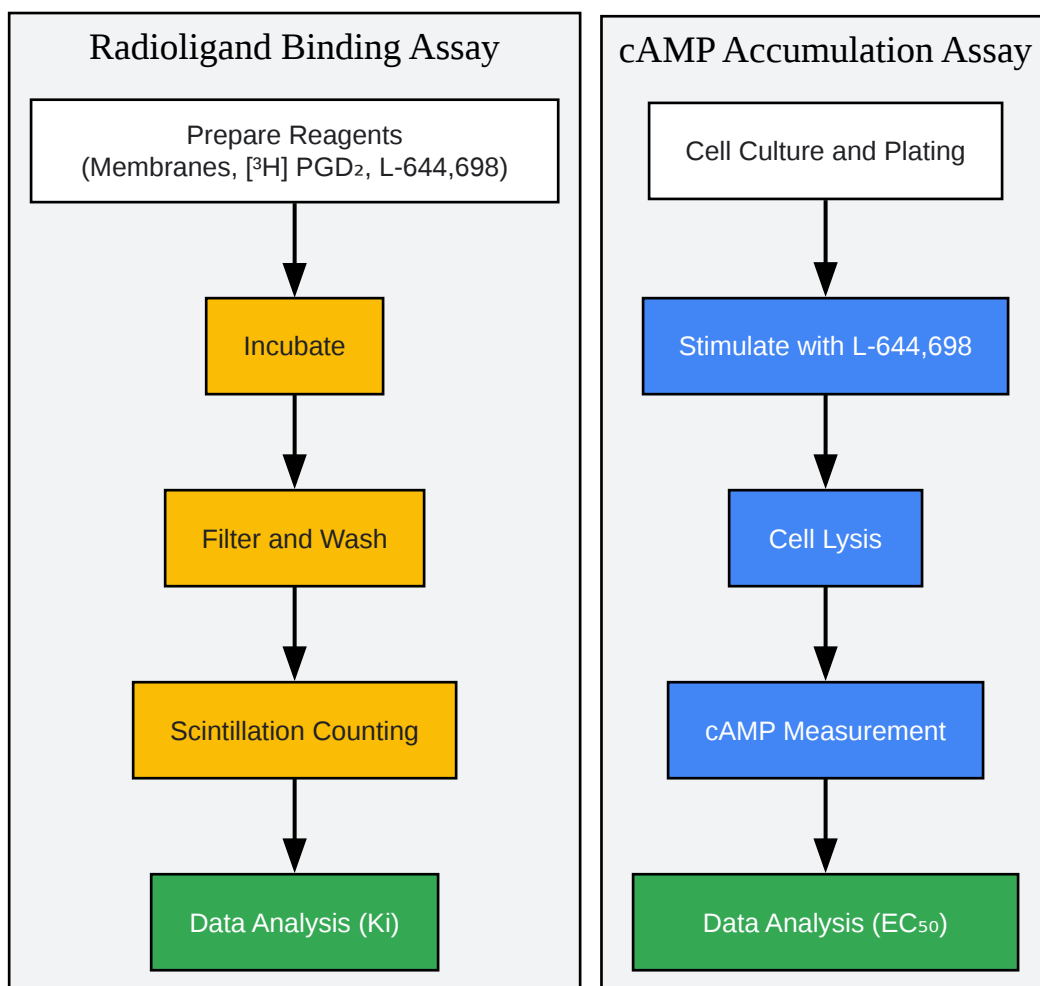 Radioligand Binding Assay
Prepare Reagents
(Membranes, [³H] PGD₂, L-644,698)
Incubate
Filter and Wash
Scintillation Counting
Data Analysis (Ki)
cAMP Accumulation Assay
Cell Culture and Plating
Stimulate with L-644,698
Cell Lysis
cAMP Measurement
Data Analysis (EC₅₀)